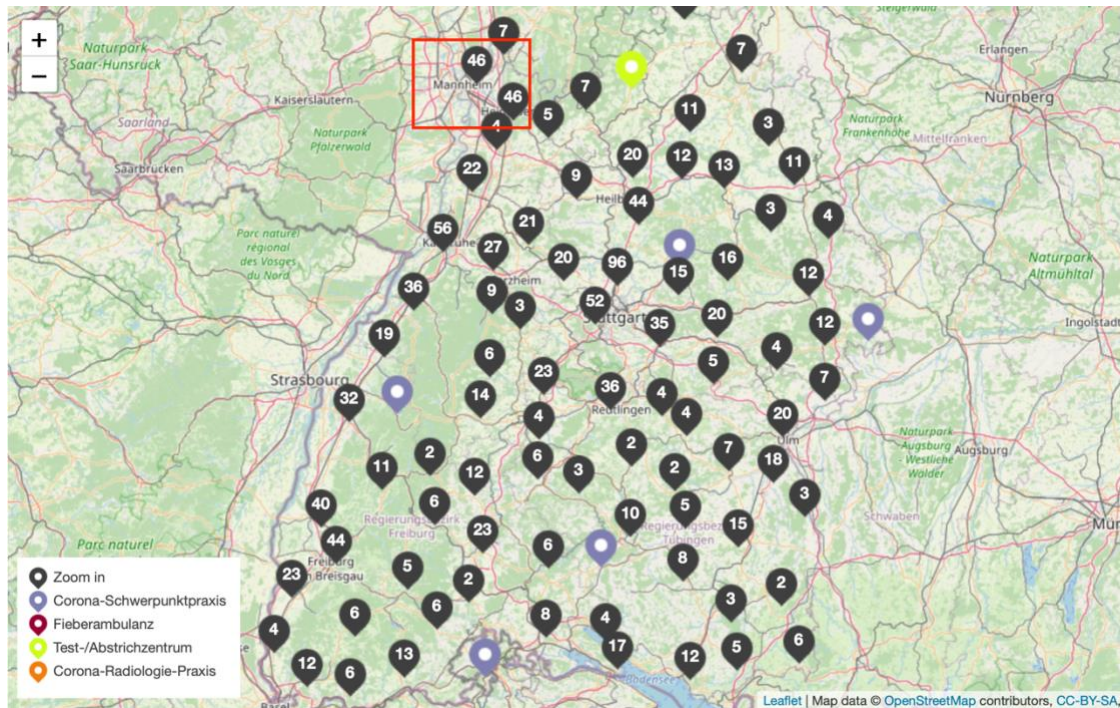 +
−
Naturpark
Saar-Hunsrück
Saarland
Saarbrücken
Kaiserslautern
Naturpark
Pfälzerwald
Mannheim
7
46
46
4
5
7
7
Steigerwald
Erlangen
Nürnberg
Naturpark
Frankenhöhe
Mittelfranken
11
3
22
9
20
12
13
11
44
3
4
Parc naturel
régional
des Vosges
du Nord
56
21
27
20
96
15
16
12
Naturpark
Altmühltal
36
9
3
52
35
20
12
Ingolstadt
19
6
23
5
4
7
Strasbourg
32
14
36
Reutlingen
4
4
4
20
Ulm
Naturpark
Augsburg
- Westliche
Wälder
Augsburg
11
2
12
6
3
2
2
7
18
3
40
6
Regierungsbezirk
Freiburg
23
10
5
15
Schwaben
44
Freiburg
im Breisgau
23
5
2
6
8
2
Parc naturel
6
6
8
4
3
4
12
6
13
17
12
5
6
Bodensee
Basel
Zoom in
Corona-Schwerpunktpraxis
Fieberambulanz
Test-/Abstrichzentrum
Corona-Radiologie-Praxis
Leaflet | Map data © OpenStreetMap contributors, CC-BY-SA